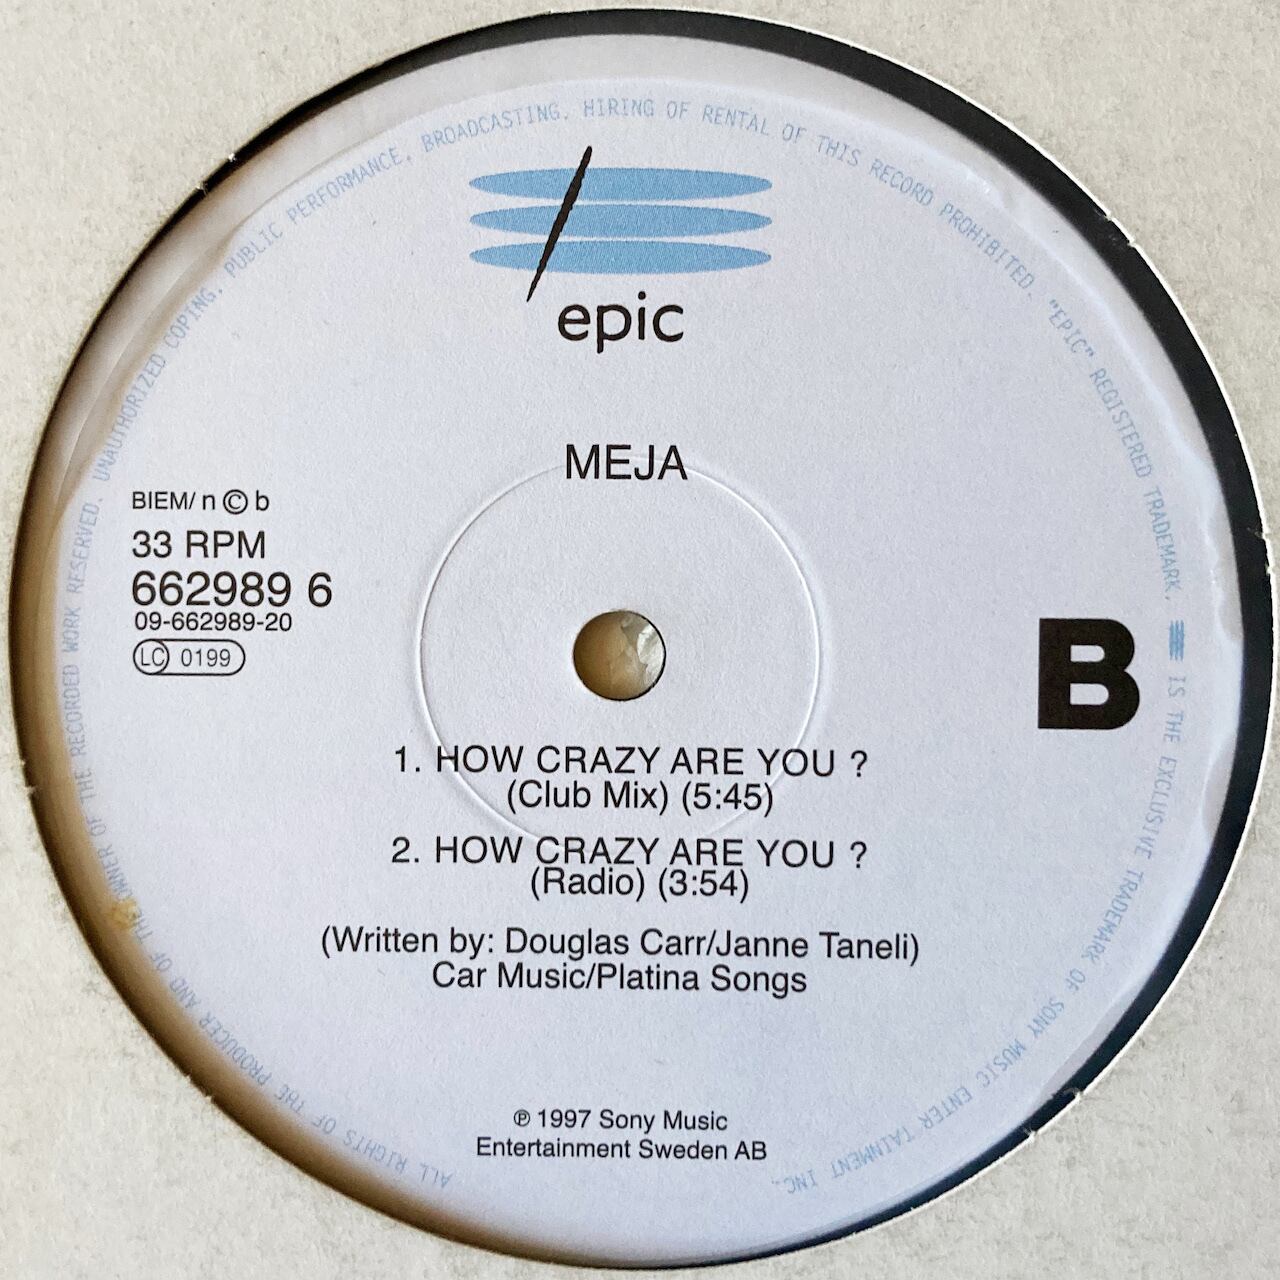 ALL RIGHTS OF THE PRODUCER AND OF THE OWNER OF THE RECORDED WORK RESERVED. UNAUTHORIZED COPING, PUBLIC PERFORMANCE, BROADCASTING, HIRING OF RENTAL OF THIS RECORD PROHIBITED. "EPIC" REGISTERED TRADEMARK, IS THE EXCLUSIVE TRADEMARK OF SONY MUSIC ENTER TAINMENT INC.
epic
MEJA
BIEM/ n © b
33 RPM
662989 6
09-662989-20
LC 0199
B
1. HOW CRAZY ARE YOU ?
(Club Mix) (5:45)
2. HOW CRAZY ARE YOU ?
(Radio) (3:54)
(Written by: Douglas Carr/Janne Taneli)
Car Music/Platina Songs
℗ 1997 Sony Music
Entertainment Sweden AB